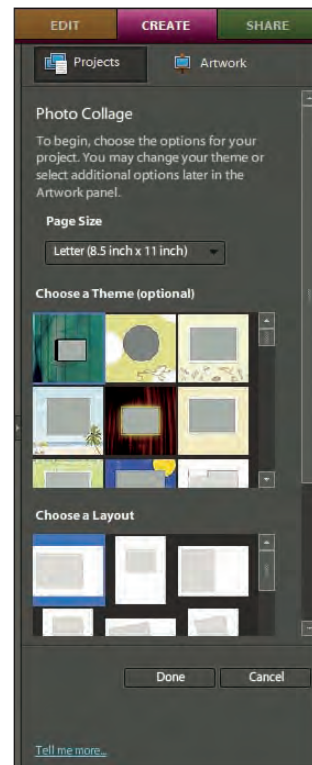 EDIT CREATE SHARE
Projects Artwork
Photo Collage
To begin, choose the options for your
project. You may change your theme or
select additional options later in the
Artwork panel.
Page Size
Letter (8.5 inch x 11 inch)
Choose a Theme (optional)
Choose a Layout
Done Cancel
Tell me more...